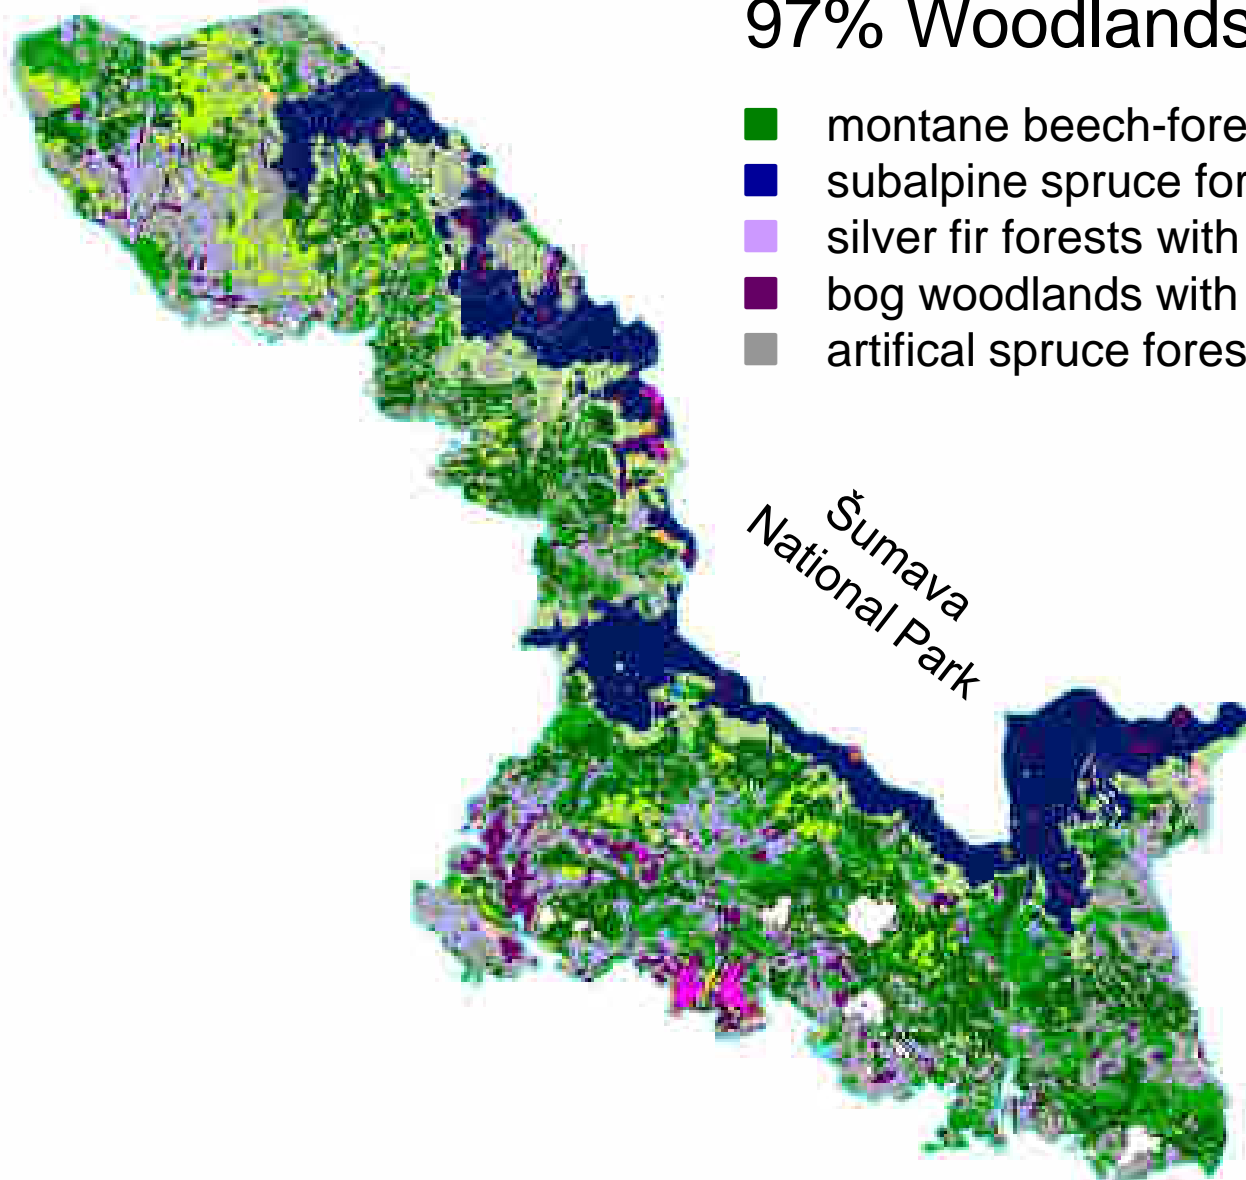 97% Woodlands
montane beech-fore
subalpine spruce for
silver fir forests with
bog woodlands with
artifical spruce fores
Šumava
National Park